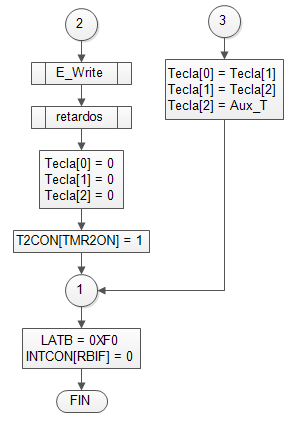 2
E_Write
retardos
Tecla[0] = 0
Tecla[1] = 0
Tecla[2] = 0
T2CON[TMR2ON] = 1
1
LATB = 0XF0
INTCON[RBIF] = 0
FIN
3
Tecla[0] = Tecla[1]
Tecla[1] = Tecla[2]
Tecla[2] = Aux_T